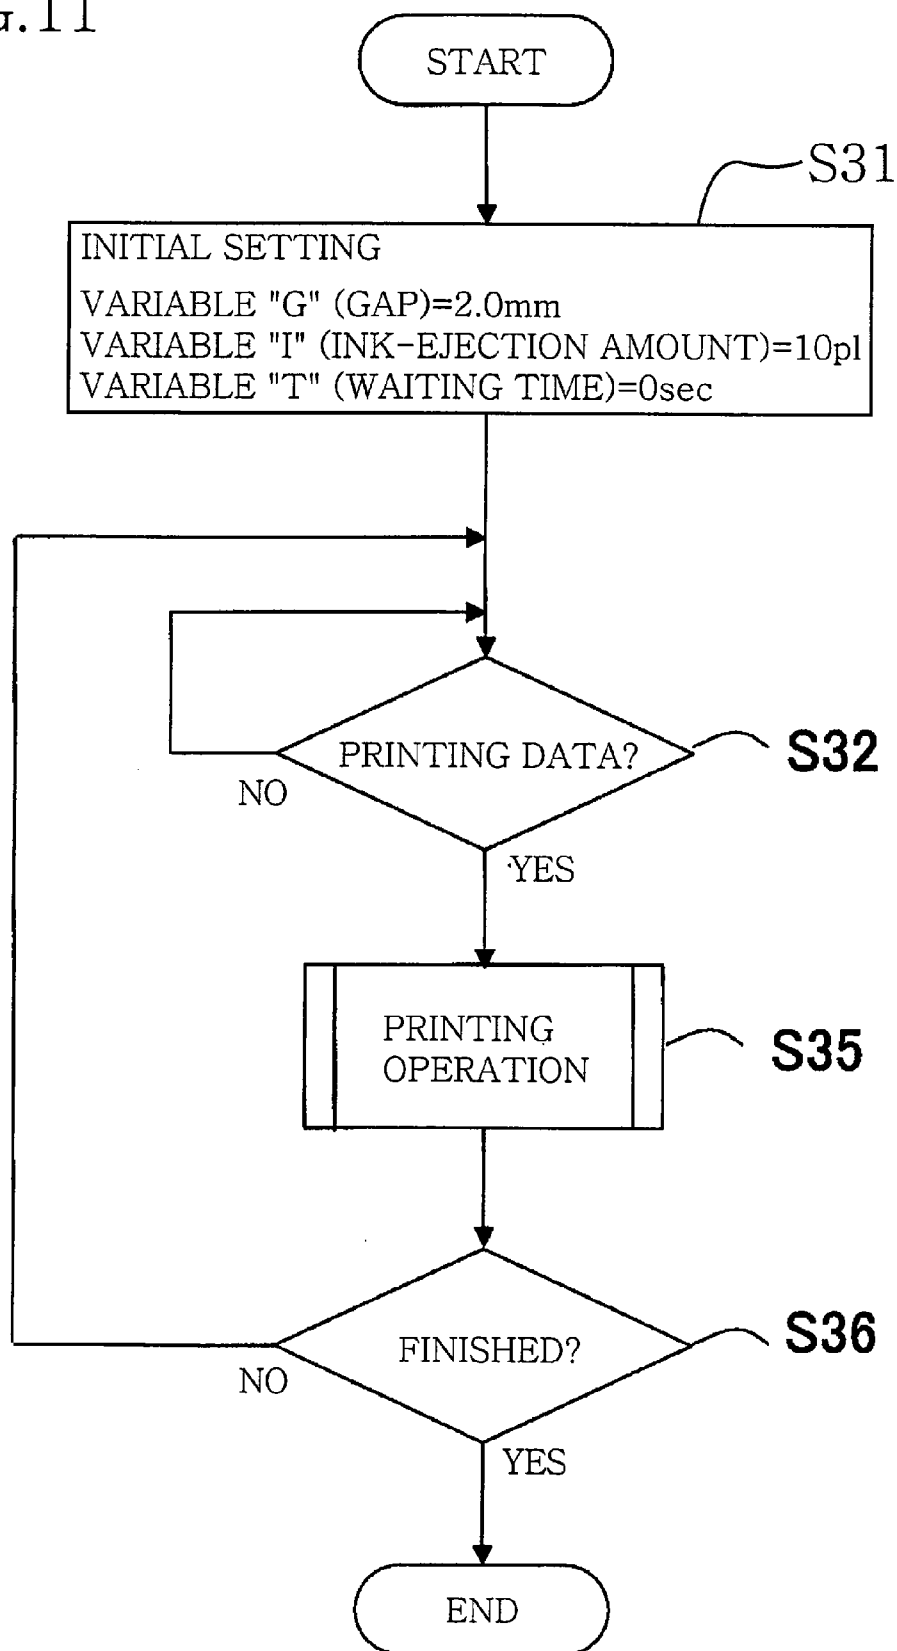 G.11
START
S31
INITIAL SETTING
VARIABLE "G" (GAP)=2.0mm
VARIABLE "I" (INK-EJECTION AMOUNT)=10pl
VARIABLE "T" (WAITING TIME)=0sec
PRINTING DATA?
S32
NO
YES
PRINTING
OPERATION
S35
FINISHED?
S36
NO
YES
END